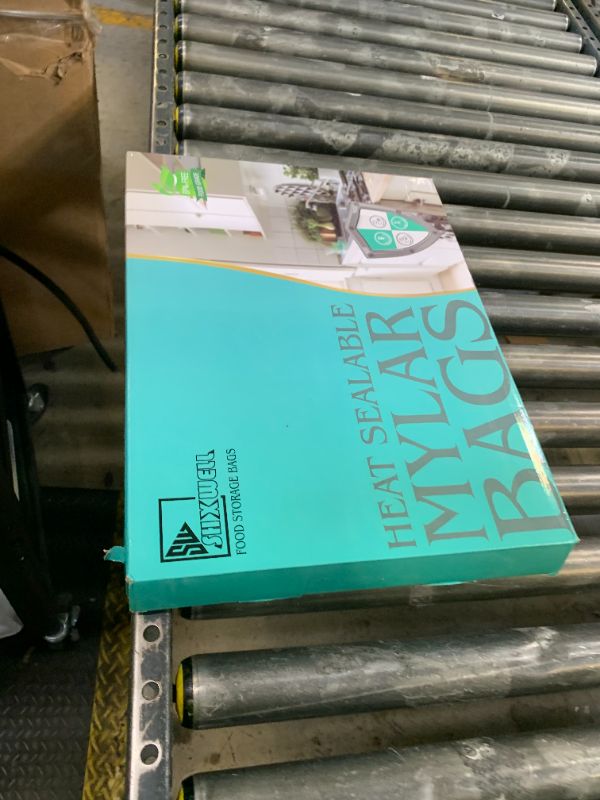 SHXWELL
FOOD STORAGE BAGS
HEAT SEALABLE
MYLAR
BAGS